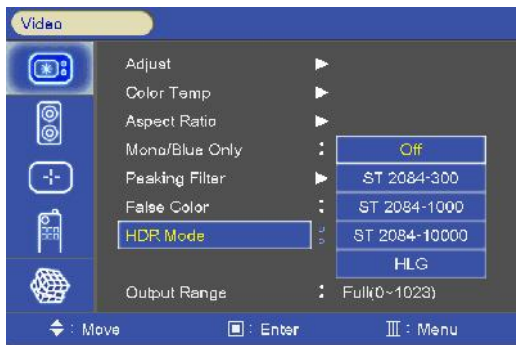 Video
Adjust ▶
Color Temp ▶
Aspect Ratio ▶
Mono/Blue Only : Off
Peaking Filter ▶ ST 2084-300
False Color : ST 2084-1000
HDR Mode : ST 2084-10000
HLG
Output Range : Full(0~1023)
: Move : Enter : Menu